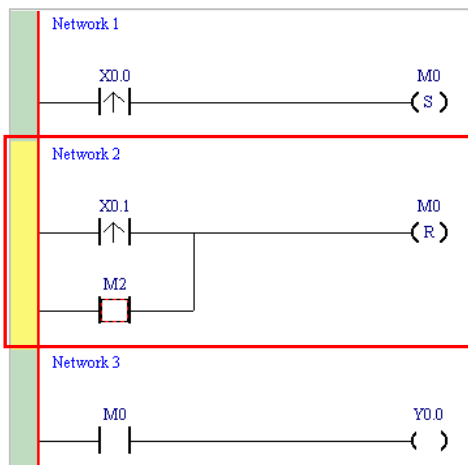 Network 1
X0.0 M0
S
Network 2
X0.1 M0
R
M2
Network 3
M0 Y0.0